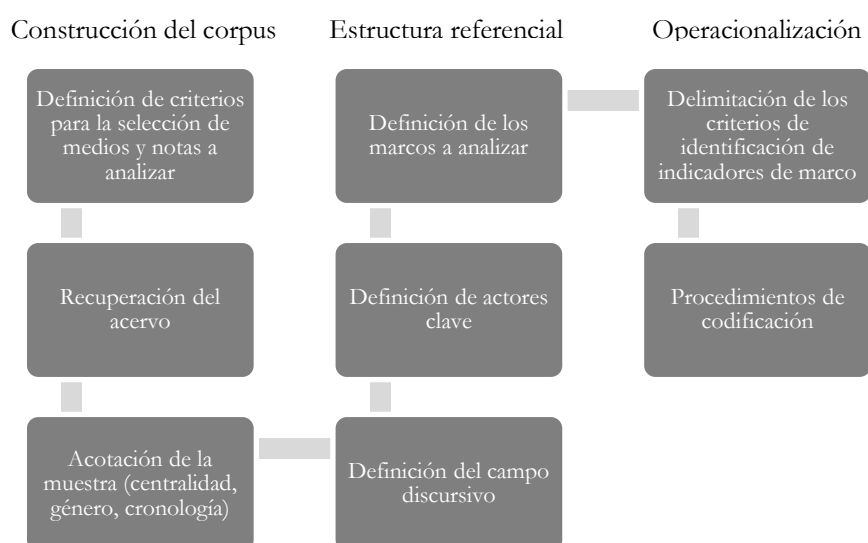 Construcción del corpus
Estructura referencial
Operacionalización
Definición de criterios
para la selección de
medios y notas a
analizar
Recuperación del
acervo
Acotación de la
muestra (centralidad,
género, cronología)
Definición de los
marcos a analizar
Definición de actores
clave
Definición del campo
discursivo
Delimitación de los
criterios de
identificación de
indicadores de marco
Procedimientos de
codificación